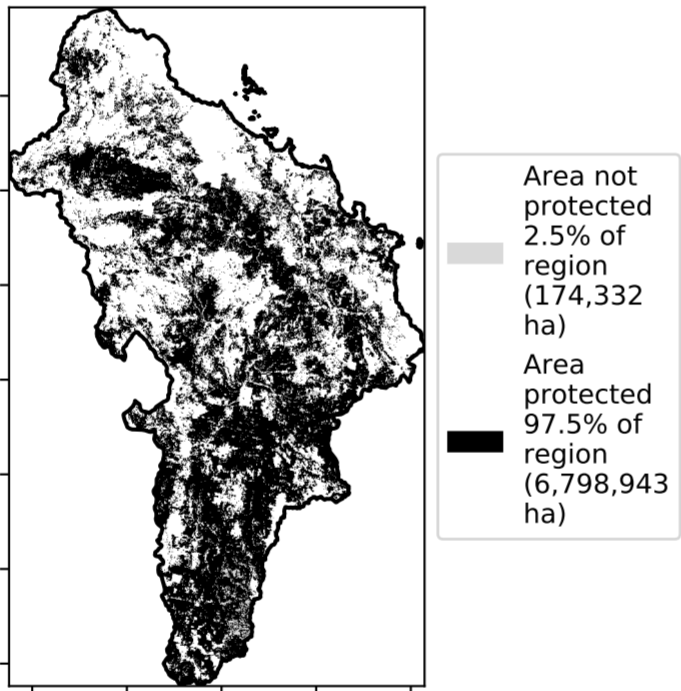 Area not
protected
2.5% of
region
(174,332
ha)
Area
protected
97.5% of
region
(6,798,943
ha)